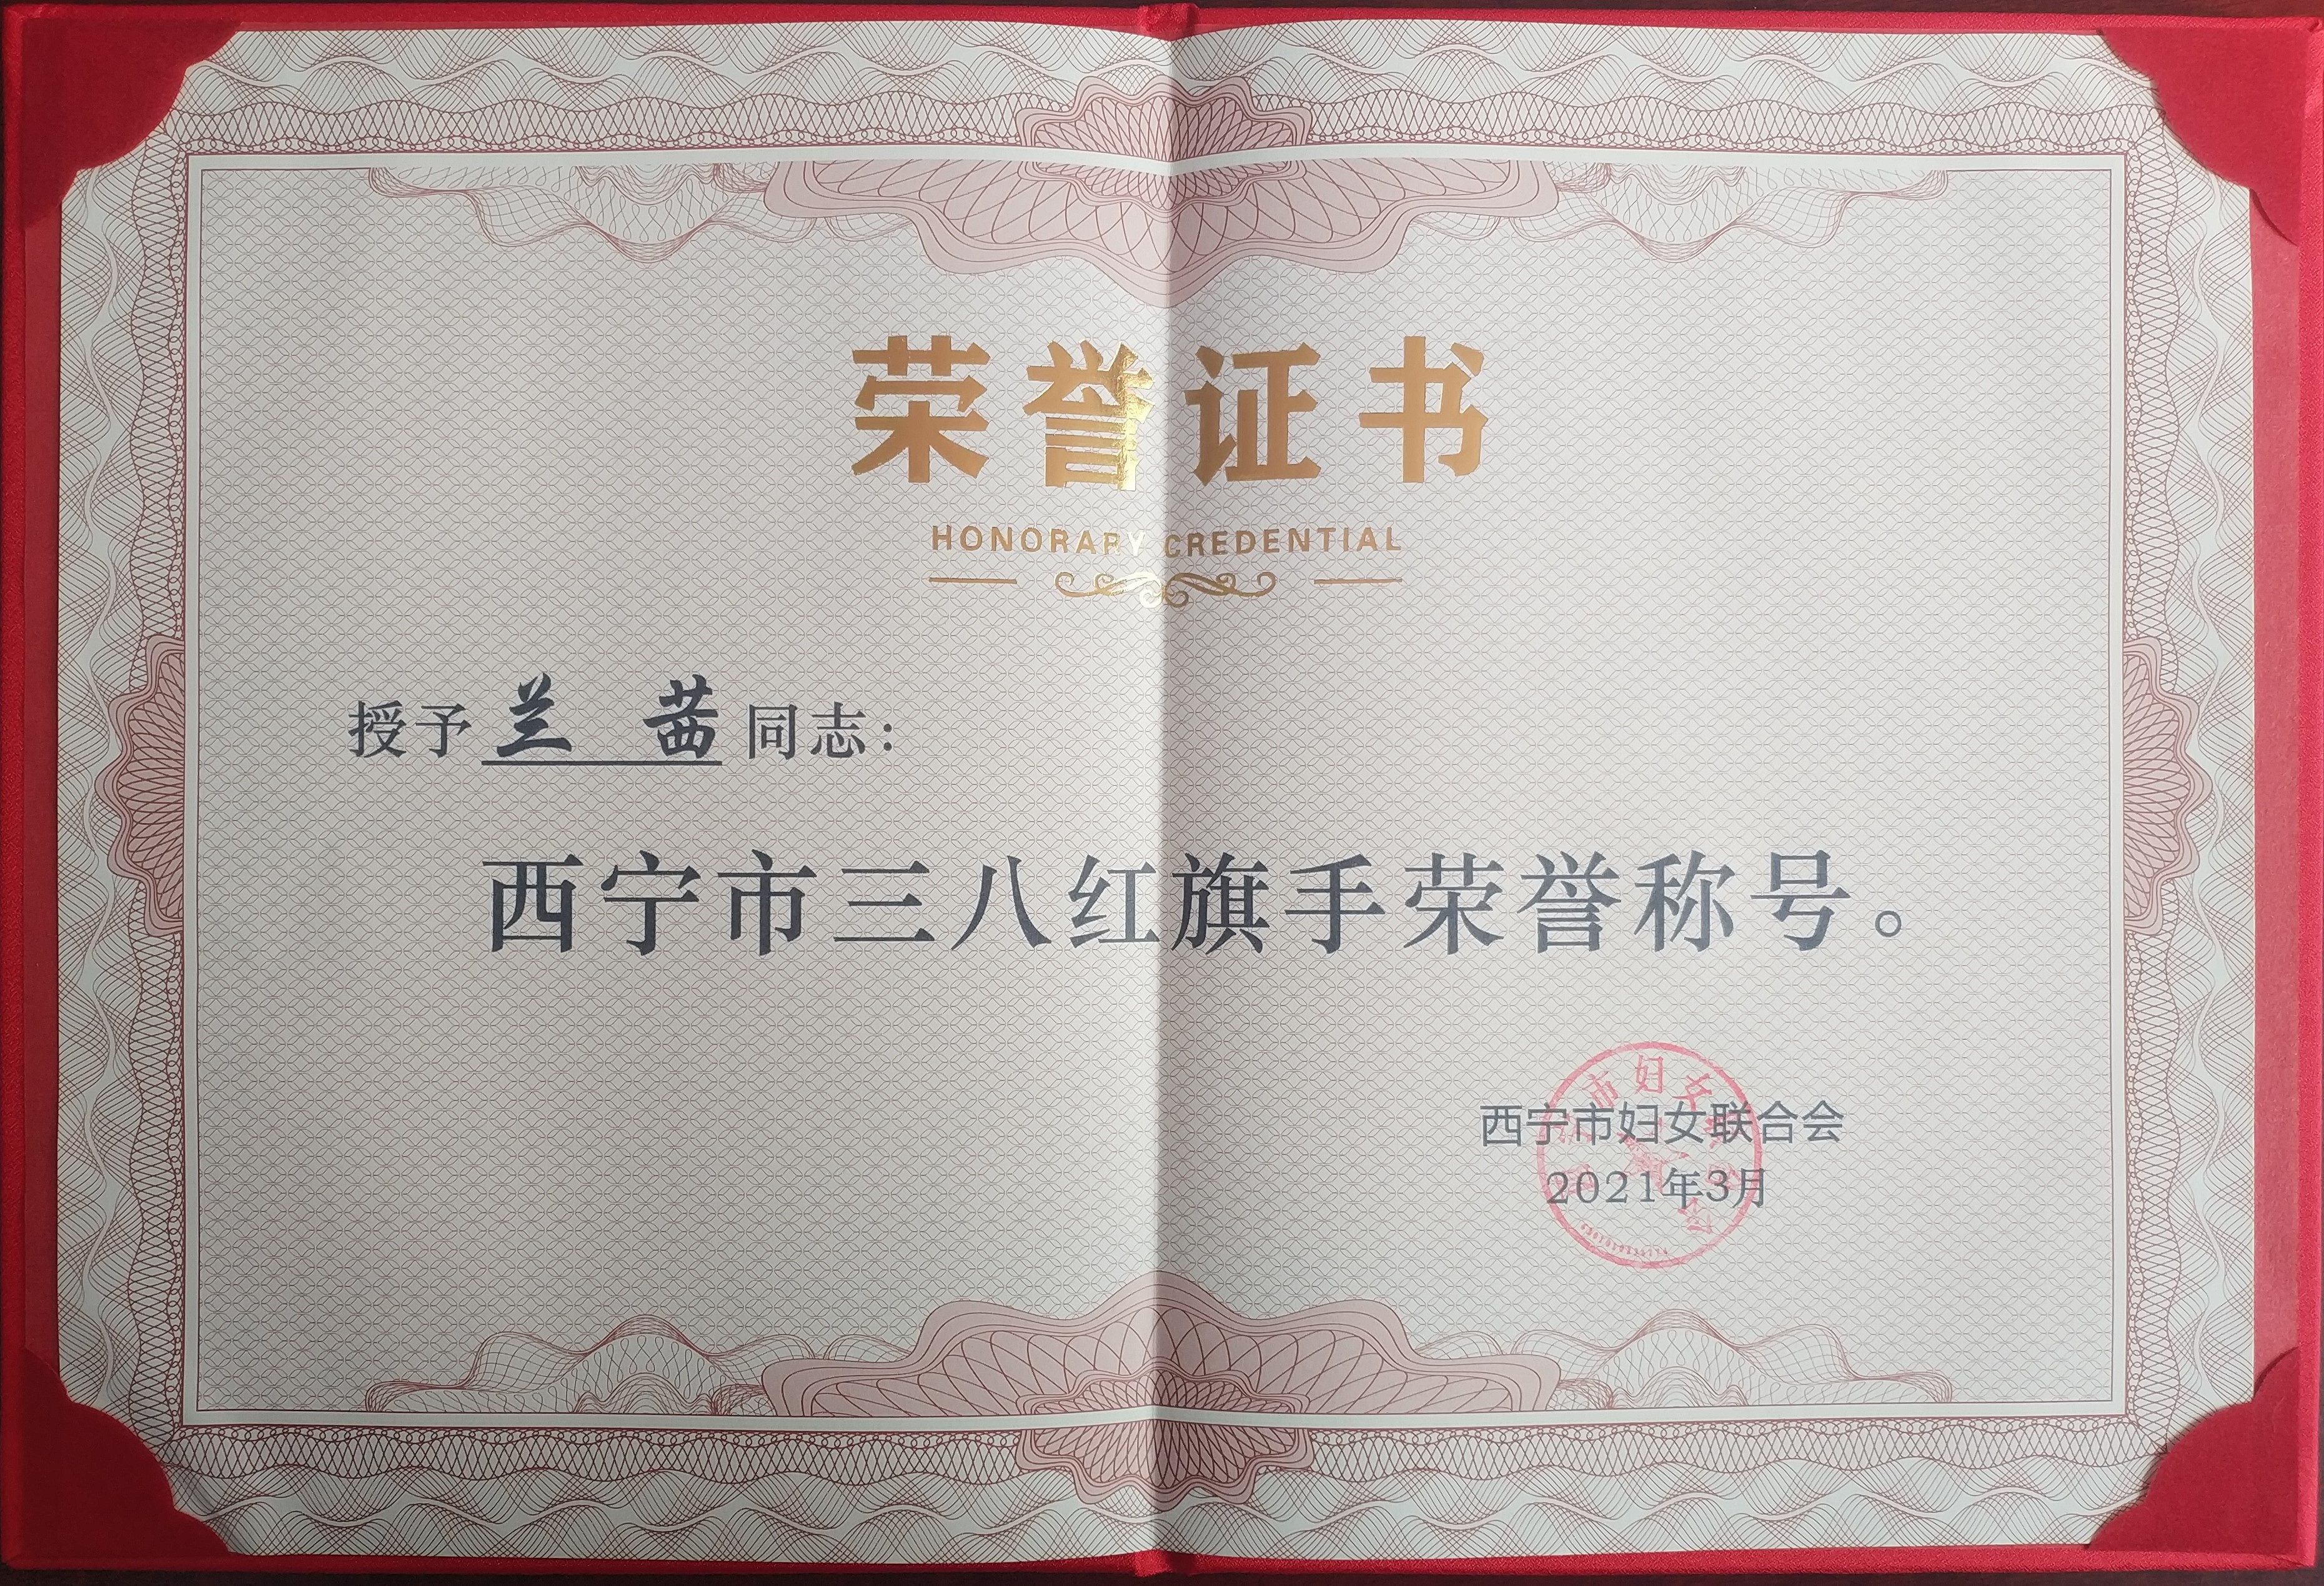 荣誉证书
HONORARY CREDENTIAL
授予 兰 茜 同志：
西宁市三八红旗手荣誉称号。
西宁市妇女联合会
2021年3月